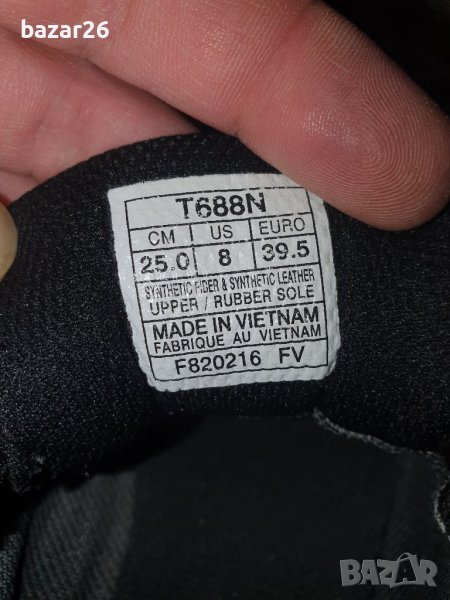 bazar26
T688N
CM US EURO
25.0 8 39.5
SYNTHETIC FIBER & SYNTHETIC LEATHER
UPPER / RUBBER SOLE
MADE IN VIETNAM
FABRIQUE AU VIETNAM
F820216 FV
BAZAR